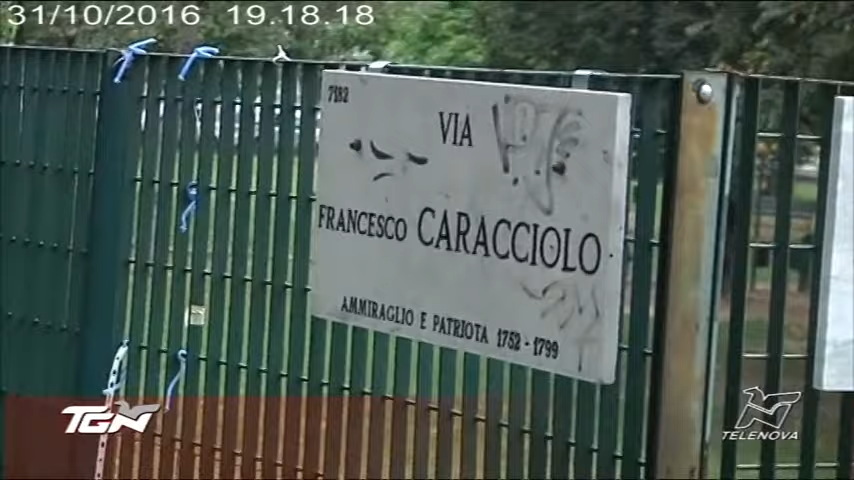 31/10/2016 19.18.18
7182
VIA
FRANCESCO CARACCIOLO
AMMIRAGLIO E PATRIOTA 1752 - 1799
TGN
TELENOVA